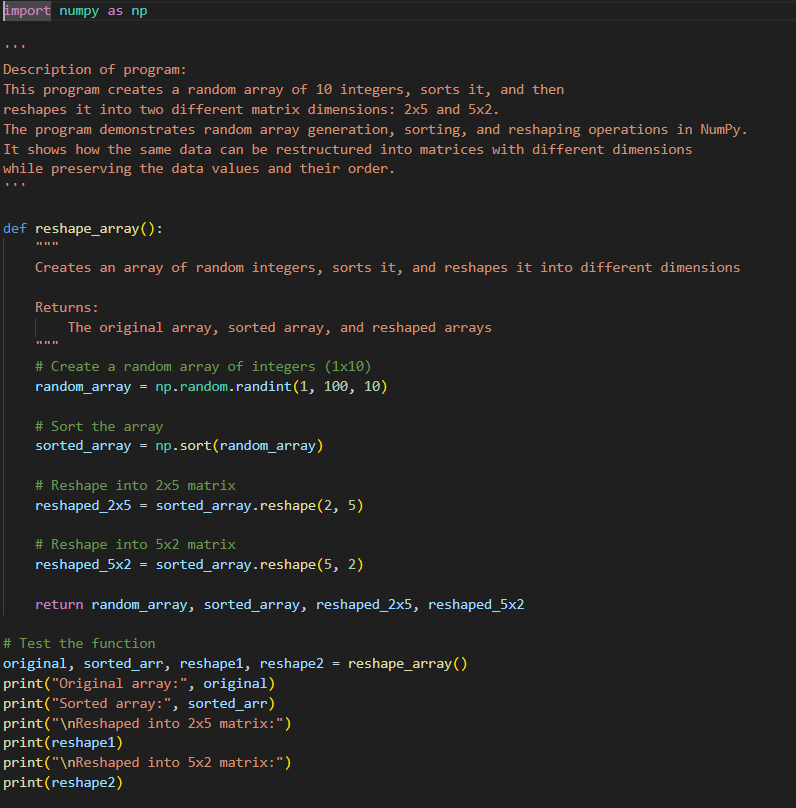 import numpy as np
'''
Description of program:
This program creates a random array of 10 integers, sorts it, and then
reshapes it into two different matrix dimensions: 2x5 and 5x2.
The program demonstrates random array generation, sorting, and reshaping operations in NumPy.
It shows how the same data can be restructured into matrices with different dimensions
while preserving the data values and their order.
'''
def reshape_array():
    """
    Creates an array of random integers, sorts it, and reshapes it into different dimensions
    Returns:
        The original array, sorted array, and reshaped arrays
    """
    # Create a random array of integers (1x10)
    random_array = np.random.randint(1, 100, 10)
    # Sort the array
    sorted_array = np.sort(random_array)
    # Reshape into 2x5 matrix
    reshaped_2x5 = sorted_array.reshape(2, 5)
    # Reshape into 5x2 matrix
    reshaped_5x2 = sorted_array.reshape(5, 2)
    return random_array, sorted_array, reshaped_2x5, reshaped_5x2
# Test the function
original, sorted_arr, reshape1, reshape2 = reshape_array()
print("Original array:", original)
print("Sorted array:", sorted_arr)
print("\nReshaped into 2x5 matrix:")
print(reshape1)
print("\nReshaped into 5x2 matrix:")
print(reshape2)